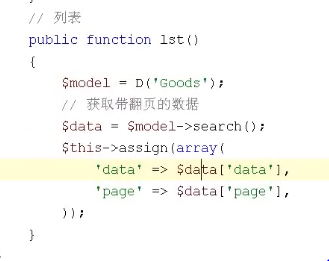 // 列表
public function lst()
{
$model = D('Goods');
// 获取带翻页的数据
$data = $model->search();
$this->assign(array(
'data' => $data['data'],
'page' => $data['page'],
));
}